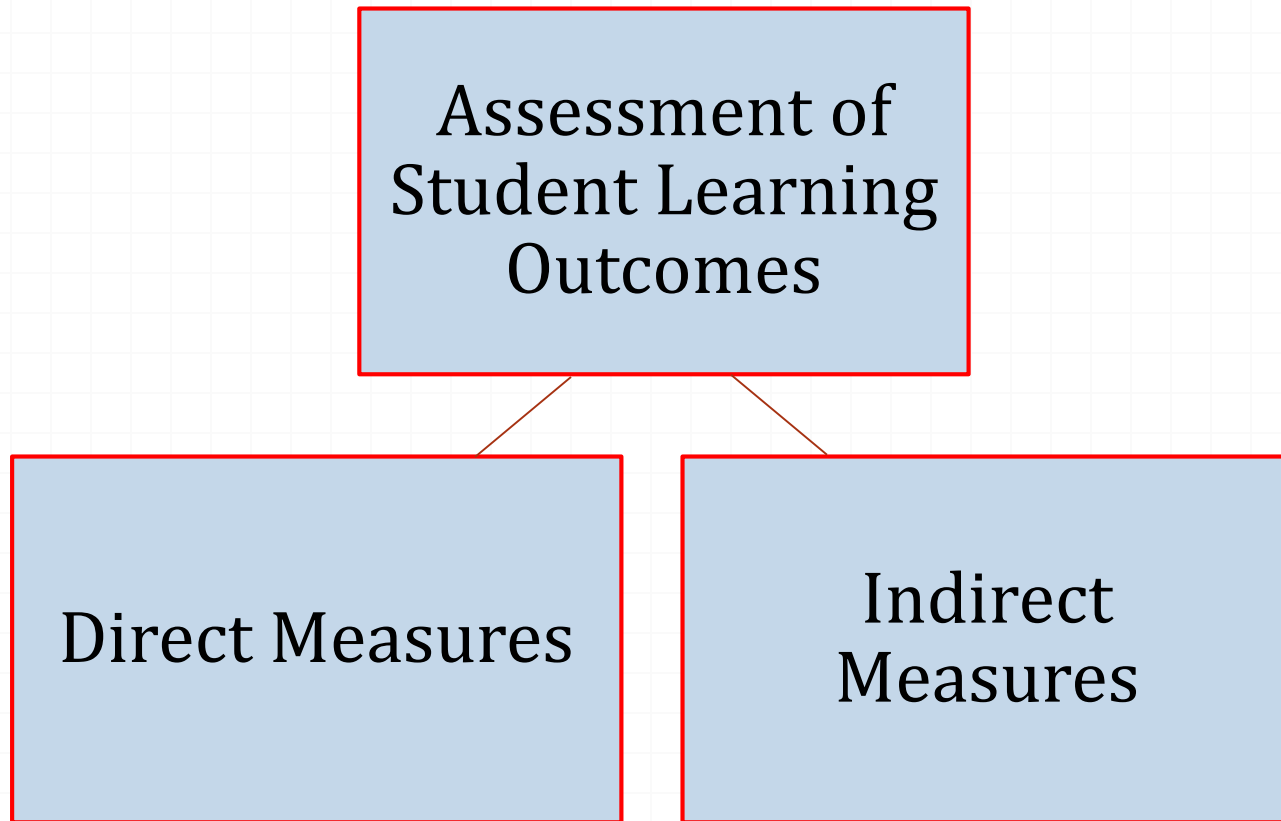 Assessment of
Student Learning
Outcomes
Direct Measures
Indirect
Measures